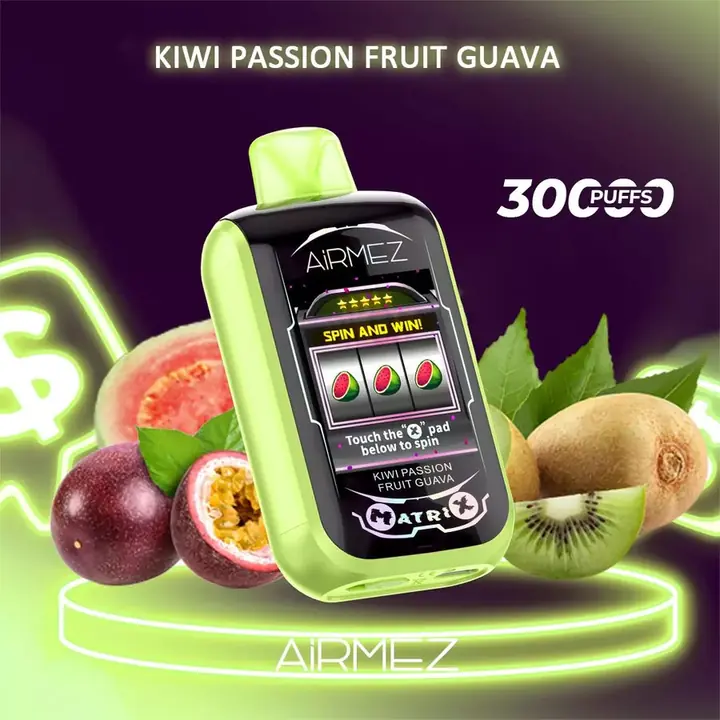 KIWI PASSION FRUIT GUAVA
30000
PUFFS
AiRMEZ
SPIN AND WIN!
Touch the "X" pad
below to spin
KIWI PASSION
FRUIT GUAVA
MATRiX
AiRMEZ
$